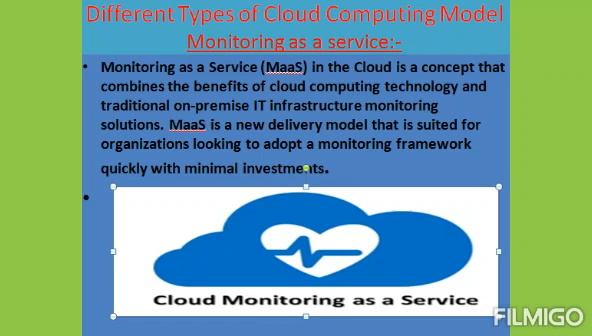 Different Types of Cloud Computing Model
Monitoring as a service:-
• Monitoring as a Service (MaaS) in the Cloud is a concept that
combines the benefits of cloud computing technology and
traditional on-premise IT infrastructure monitoring
solutions. MaaS is a new delivery model that is suited for
organizations looking to adopt a monitoring framework
quickly with minimal investments.
•
Cloud Monitoring as a Service
FILMIGO